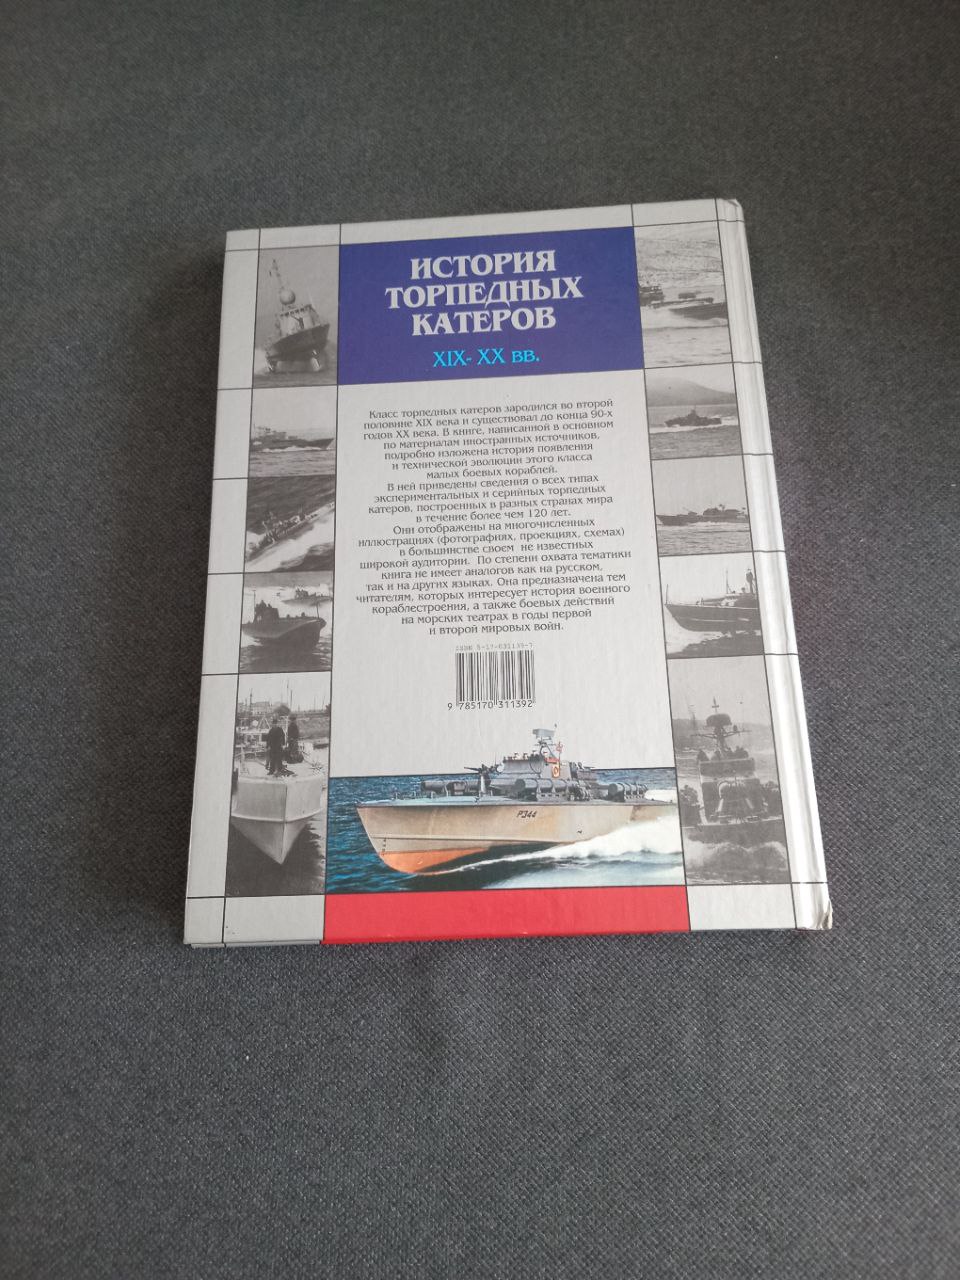 ИСТОРИЯ
ТОРПЕДНЫХ
КАТЕРОВ
XIX- XX вв.
Класс торпедных катеров зародился во второй
половине XIX века и существовал до конца 90-х
годов XX века. В книге, написанной в основном
по материалам иностранных источников,
подробно изложена история появления
и технической эволюции этого класса
малых боевых кораблей.
В ней приведены сведения о всех типах
экспериментальных и серийных торпедных
катеров, построенных в разных странах мира
в течение более чем 120 лет.
Они отображены на многочисленных
иллюстрациях (фотографиях, проекциях, схемах)
в большинстве своем не известных
широкой аудитории. По степени охвата тематики
книга не имеет аналогов как на русском,
так и на других языках. Она предназначена тем
читателям, которых интересует история военного
кораблестроения, а также боевых действий
на морских театрах в годы первой
и второй мировых войн.
ISBN 5-17-031139-7
9 785170 311392
P344